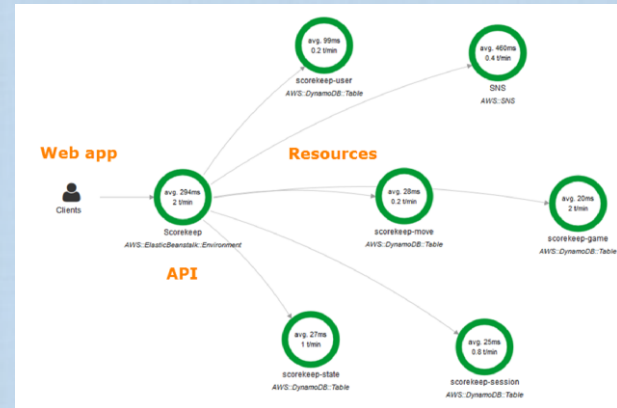 avg. 99ms
0.2 t/min
scorekeep-user
AWS::DynamoDB::Table
avg. 460ms
0.4 t/min
SNS
AWS::SNS
Web app
Resources
Clients
avg. 294ms
2 t/min
Scorekeep
AWS::ElasticBeanstalk::Environment
avg. 28ms
0.2 t/min
scorekeep-move
AWS::DynamoDB::Table
avg. 20ms
2 t/min
scorekeep-game
AWS::DynamoDB::Table
API
avg. 27ms
1 t/min
scorekeep-state
AWS::DynamoDB::Table
avg. 25ms
0.8 t/min
scorekeep-session
AWS::DynamoDB::Table